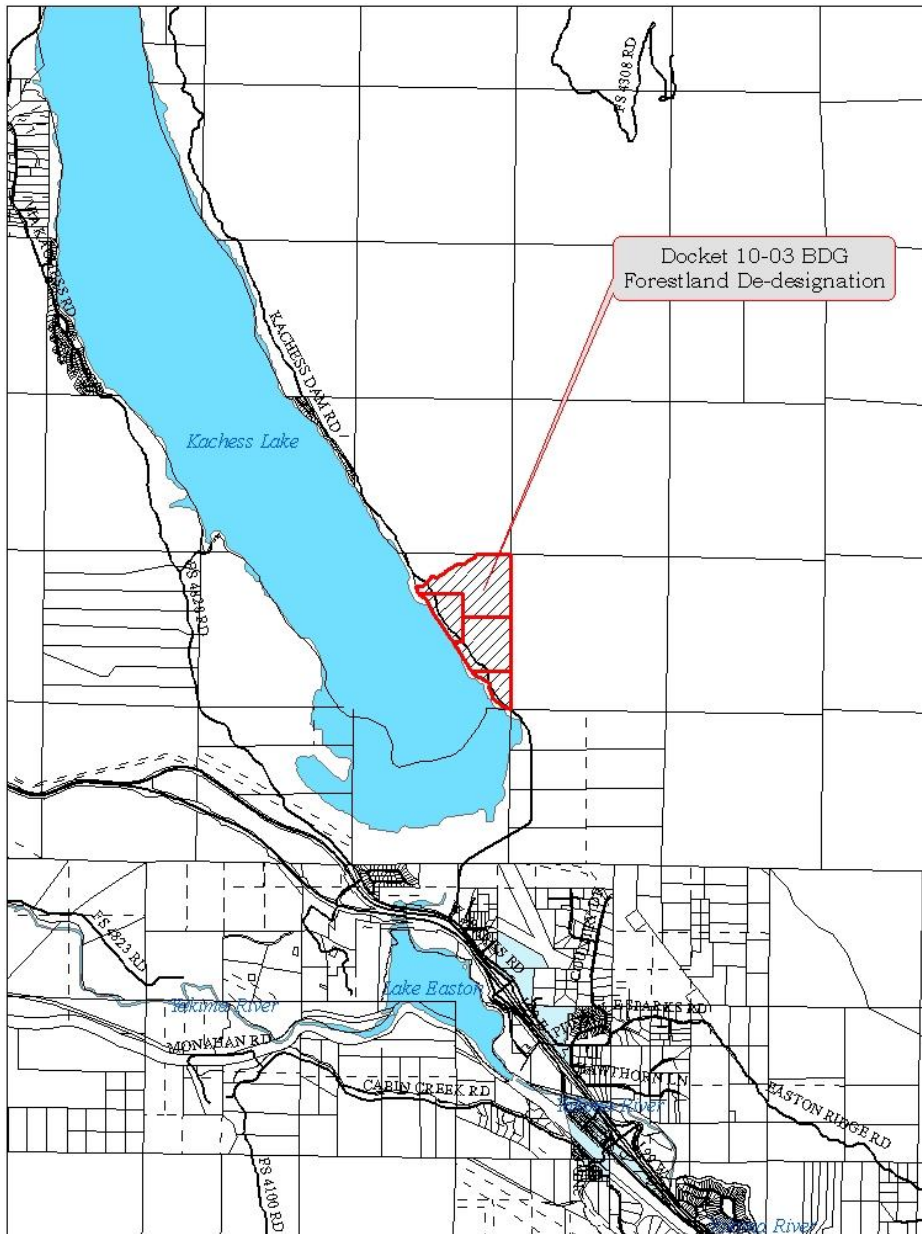 FS 4308 RD
Docket 10-03 BDG
Forestland De-designation
KACHESS DAM RD
Kachess Lake
FS 4828 RD
FS 4823 RD
Yakima River
Lake Easton
MONAHAN RD
CABIN CREEK RD
SPARKS RD
HAWTHORN LN
Yakima River
EASTON RIDGE RD
FS 4100 RD
Yakima River